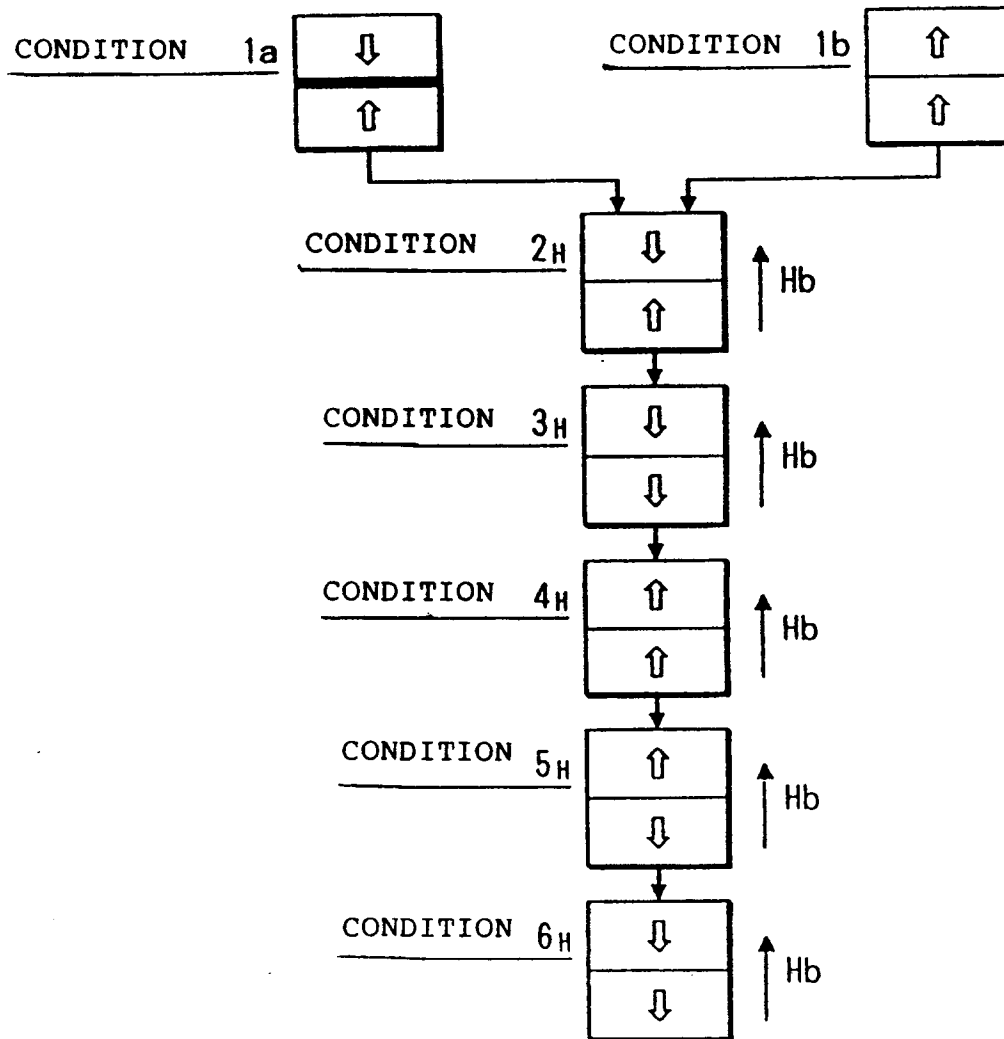 CONDITION 1a
CONDITION 1b
CONDITION 2H
Hb
CONDITION 3H
Hb
CONDITION 4H
Hb
CONDITION 5H
Hb
CONDITION 6H
Hb